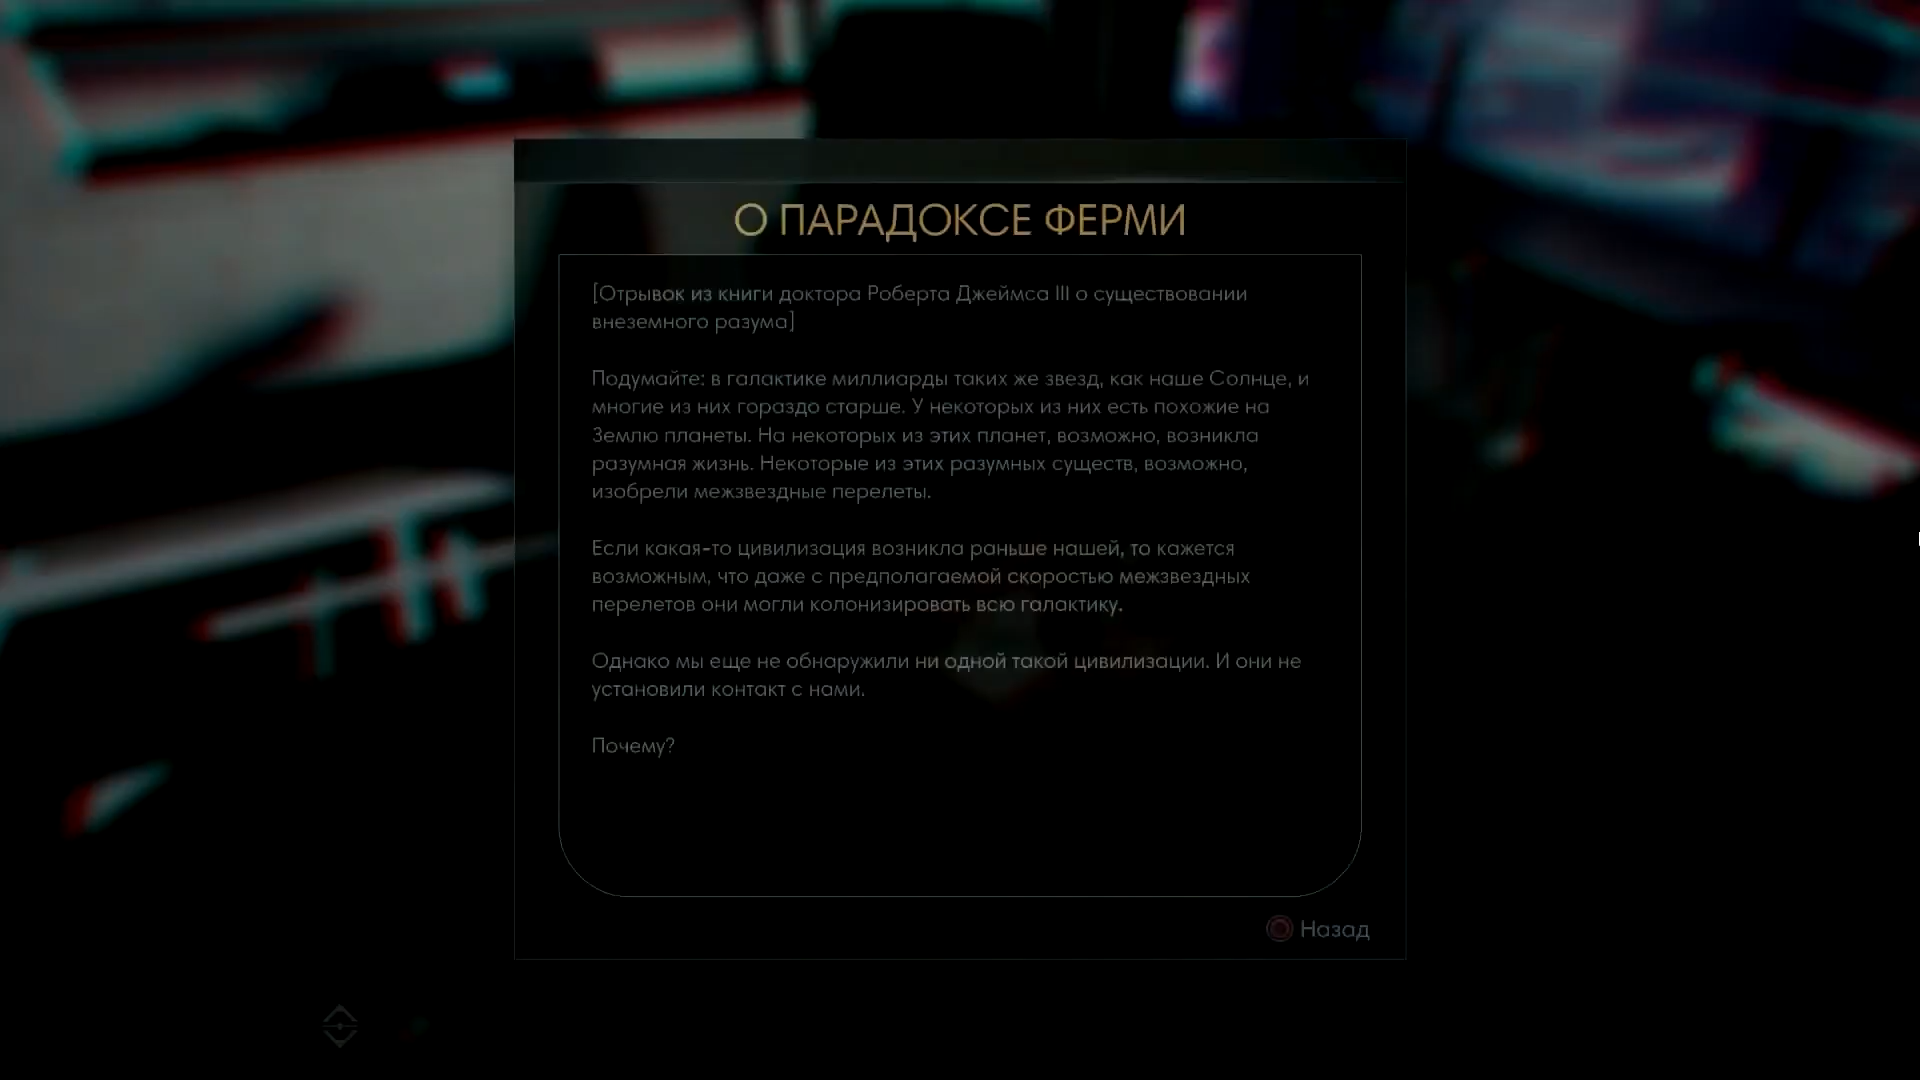 О ПАРАДОКСЕ ФЕРМИ
[Отрывок из книги доктора Роберта Джеймса III о существовании
внеземного разума]
Подумайте: в галактике миллиарды таких же звезд, как наше Солнце, и
многие из них гораздо старше. У некоторых из них есть похожие на
Землю планеты. На некоторых из этих планет, возможно, возникла
разумная жизнь. Некоторые из этих разумных существ, возможно,
изобрели межзвездные перелеты.
Если какая-то цивилизация возникла раньше нашей, то кажется
возможным, что даже с предполагаемой скоростью межзвездных
перелетов они могли колонизировать всю галактику.
Однако мы еще не обнаружили ни одной такой цивилизации. И они не
установили контакт с нами.
Почему?
Назад